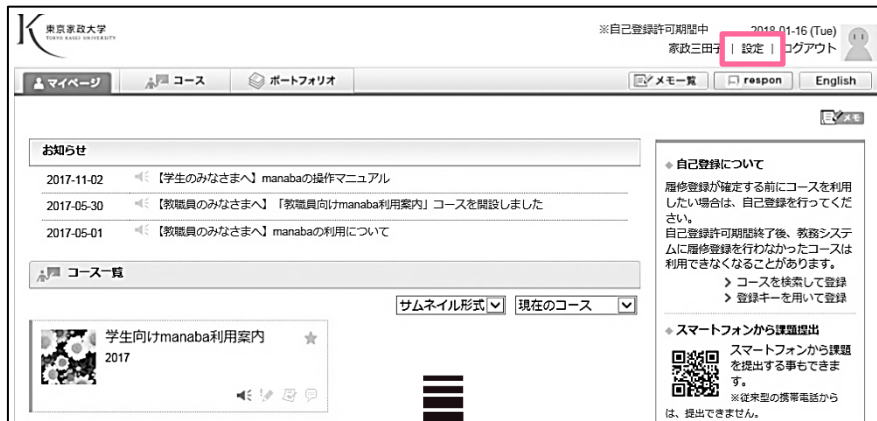 東京家政大学
TOKYO KASEI UNIVERSITY
※自己登録許可期間中 2018-01-16 (Tue)
家政三田子 | 設定 | ログアウト
マイページ コース ポートフォリオ メモ一覧 respon English
メモ
お知らせ
2017-11-02 【学生のみなさまへ】manabaの操作マニュアル
2017-05-30 【教職員のみなさまへ】「教職員向けmanaba利用案内」コースを開設しました
2017-05-01 【教職員のみなさまへ】manabaの利用について
コース一覧
サムネイル形式 現在のコース
学生向けmanaba利用案内
2017
自己登録について
履修登録が確定する前にコースを利用
したい場合は、自己登録を行ってくだ
さい。
自己登録許可期間終了後、教務システ
ムに履修登録を行わなかったコースは
利用できなくなることがあります。
コースを検索して登録
登録キーを用いて登録
スマートフォンから課題提出
スマートフォンから課題
を提出する事もできま
す。
※従来型の携帯電話から
は、提出できません。